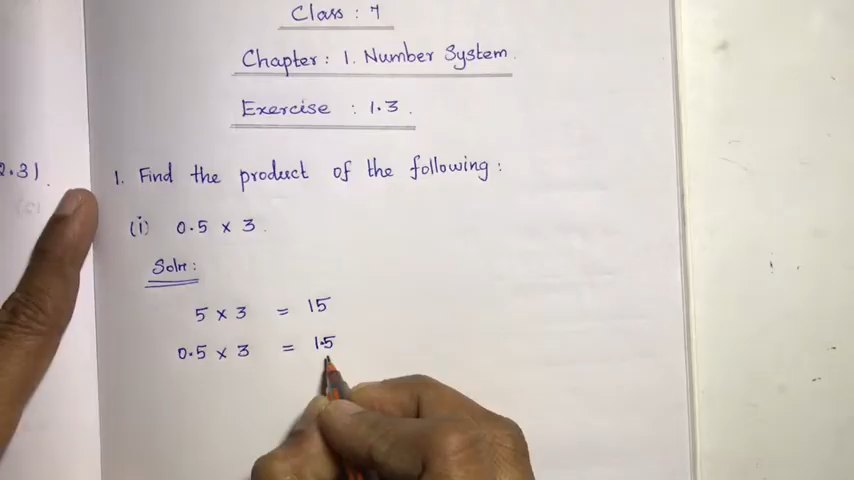 Class : 7
Chapter : 1. Number System.
Exercise : 1.3.
2.3).
1. Find the product of the following :
(i) 0.5 x 3.
Soln :
5 x 3 = 15
0.5 x 3 = 1.5